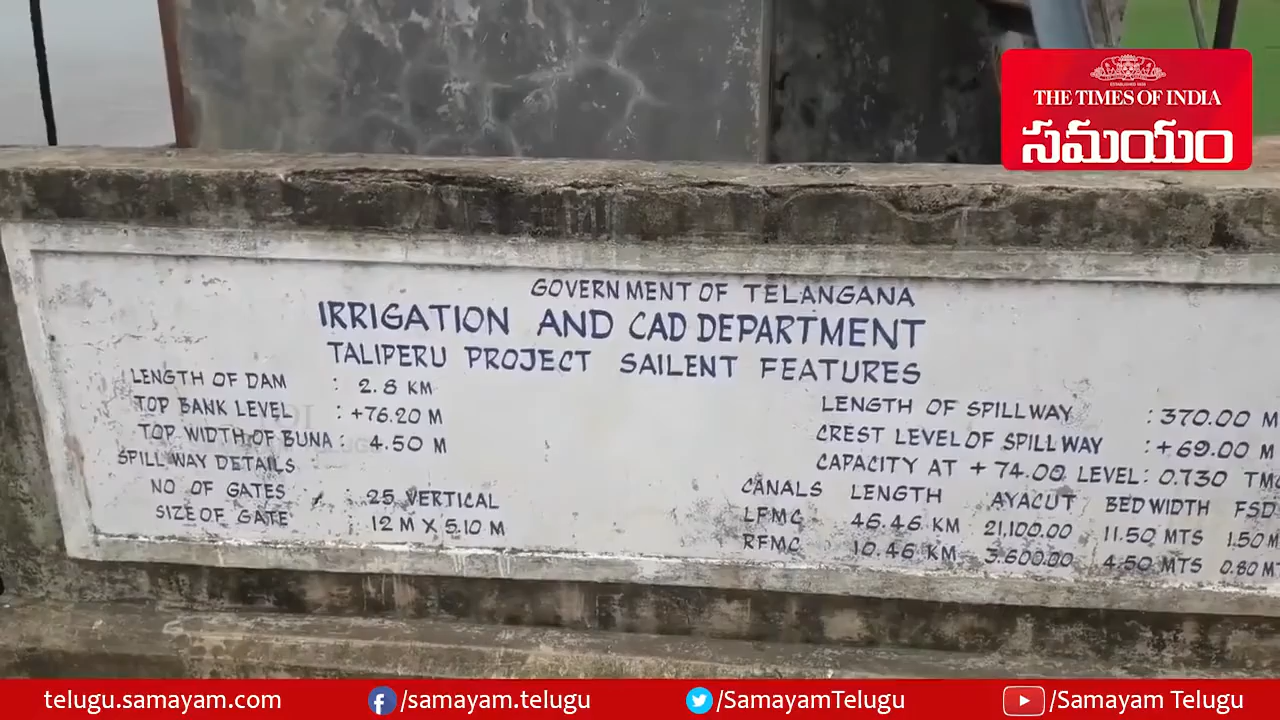 THE TIMES OF INDIA
సమయం
GOVERNMENT OF TELANGANA
IRRIGATION AND CAD DEPARTMENT
TALIPERU PROJECT SAILENT FEATURES
LENGTH OF DAM : 2.8 KM
TOP BANK LEVEL : +76.20 M
TOP WIDTH OF BUNA : 4.50 M
SPILL WAY DETAILS
NO OF GATES : 25 VERTICAL
SIZE OF GATE : 12 M X 5.10 M
LENGTH OF SPILLWAY : 370.00 M
CREST LEVEL OF SPILL WAY : +69.00 M
CAPACITY AT +74.00 LEVEL : 0.730 TMC
CANALS LENGTH AYACUT BED WIDTH FSD
LFMC 46.46 KM 21,100.00 11.50 MTS 1.50 M
RFMC 10.46 KM 3,600.00 4.50 MTS 0.80 MT
telugu.samayam.com /samayam.telugu /SamayamTelugu /Samayam Telugu